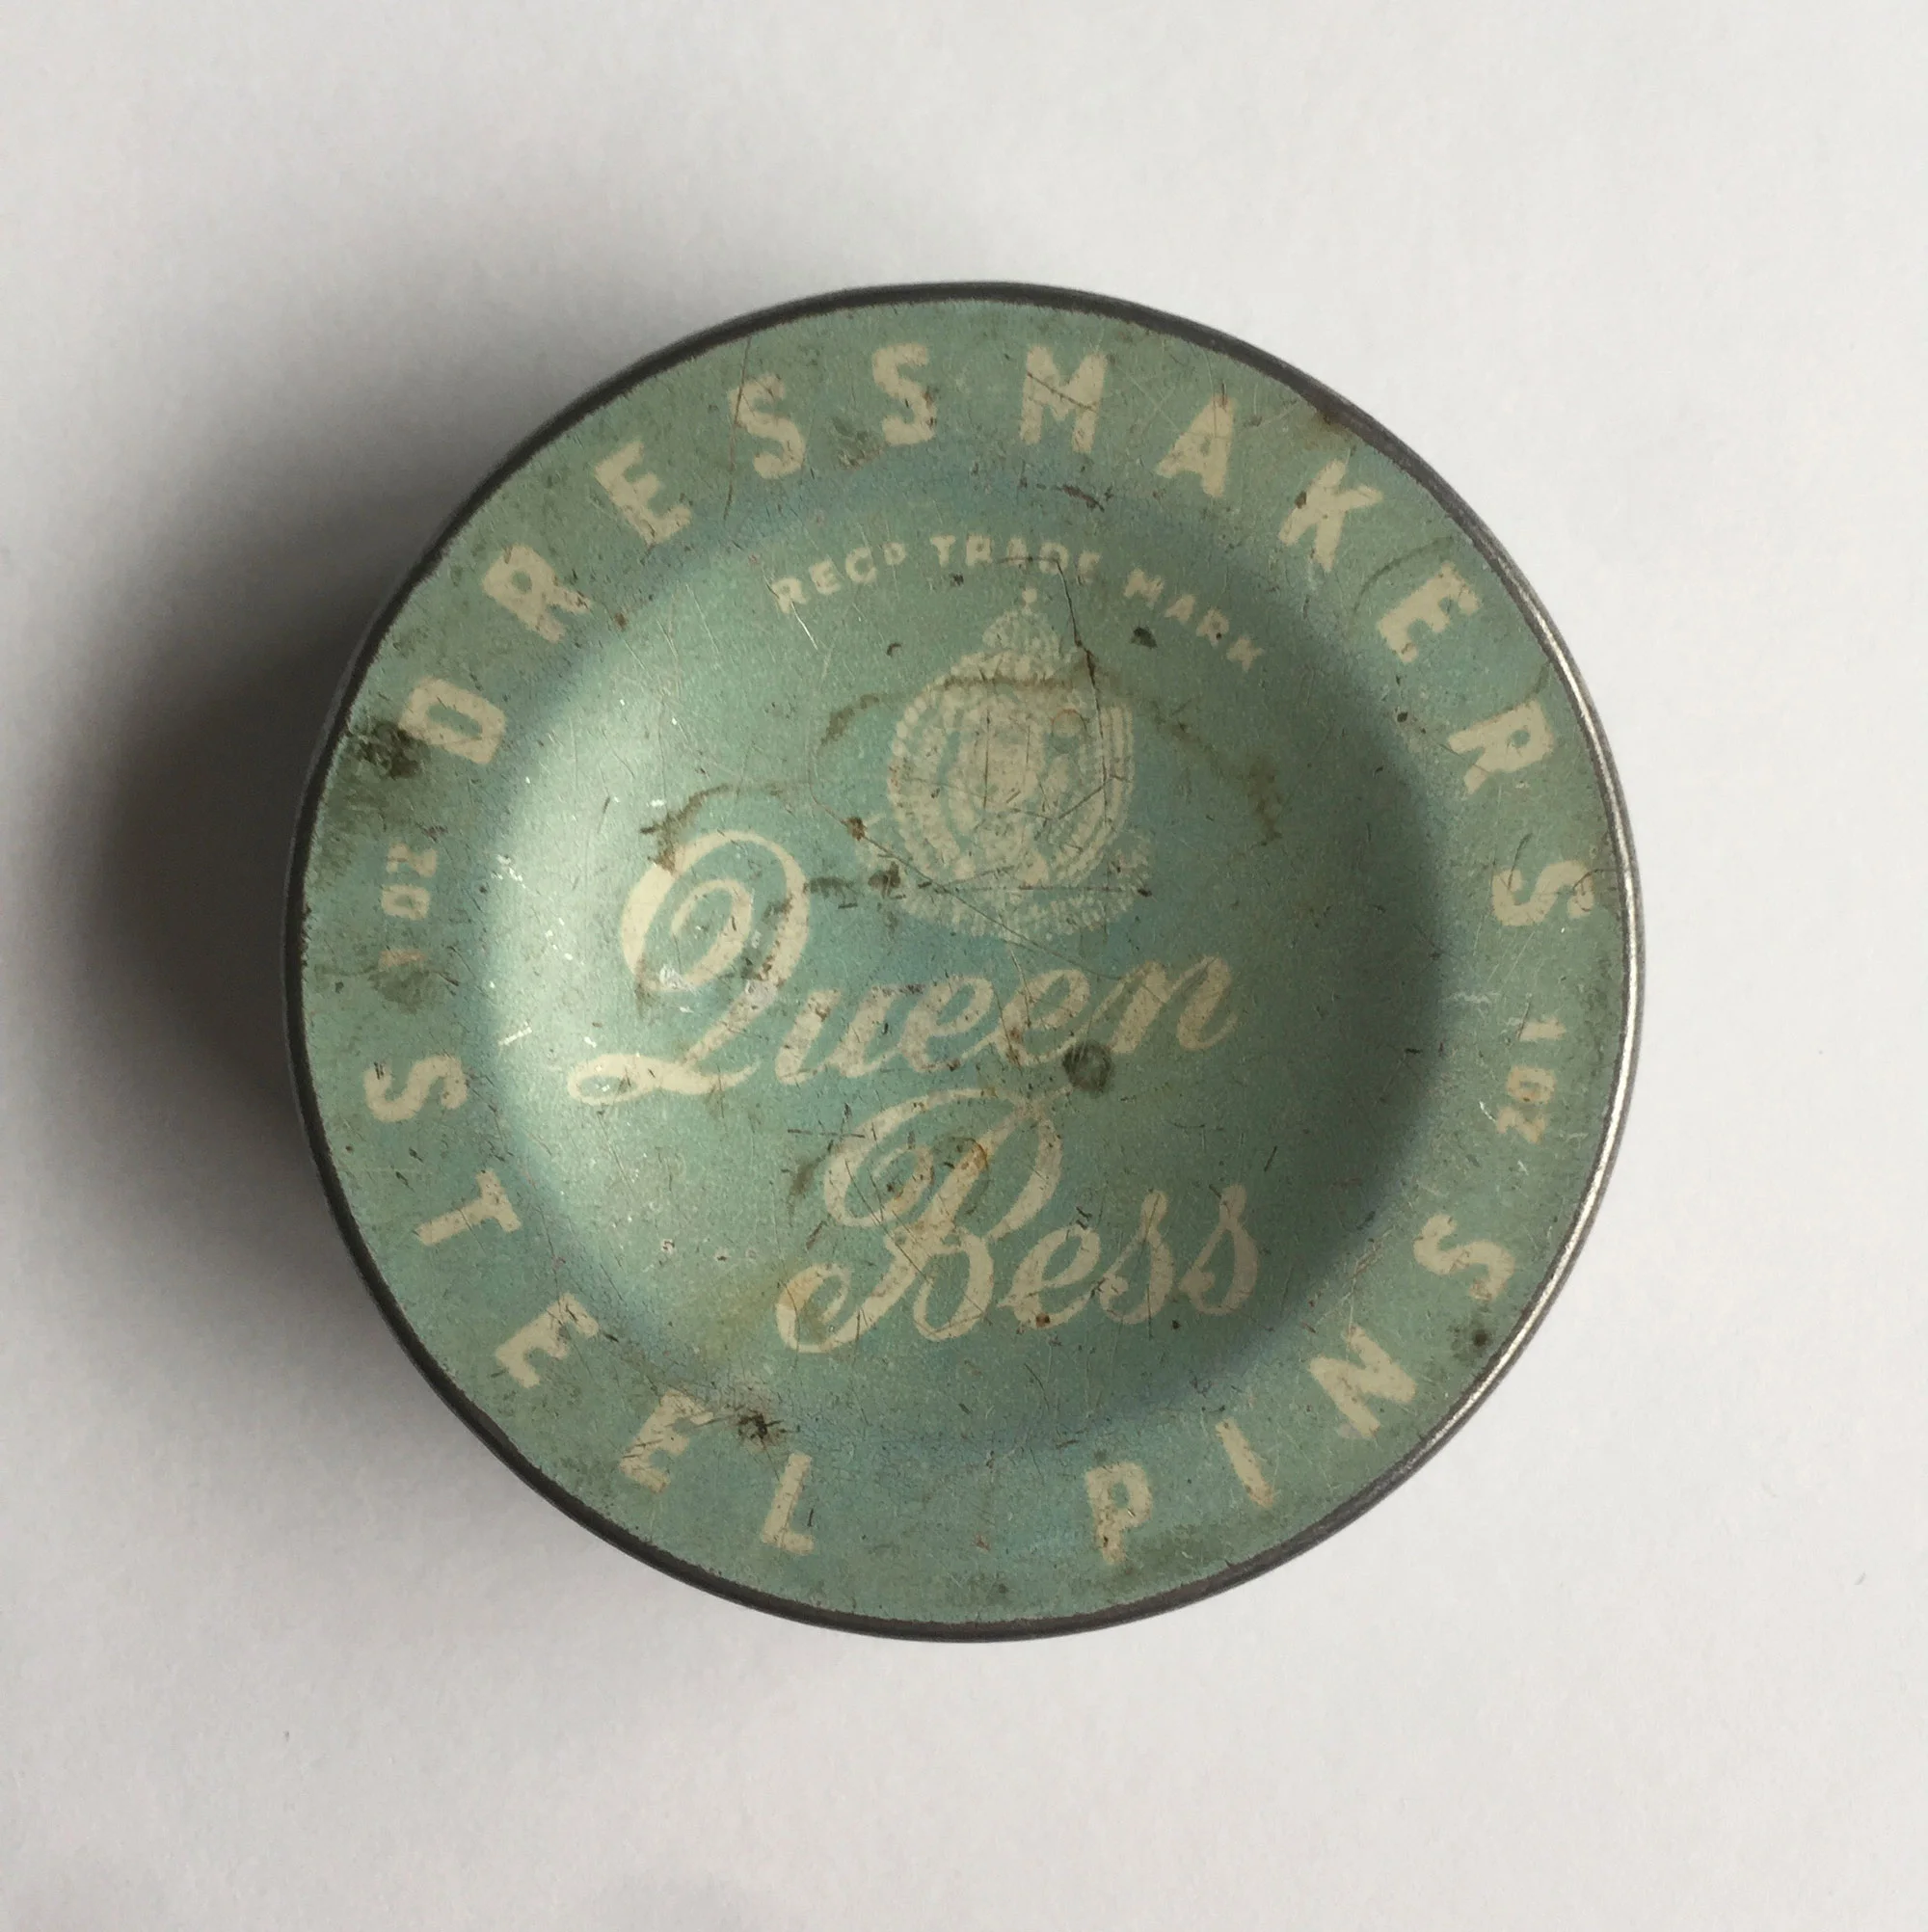 DRESSMAKERS
REGD TRADE MARK
Queen
Bess
1 OZ
1 OZ
STEEL PINS